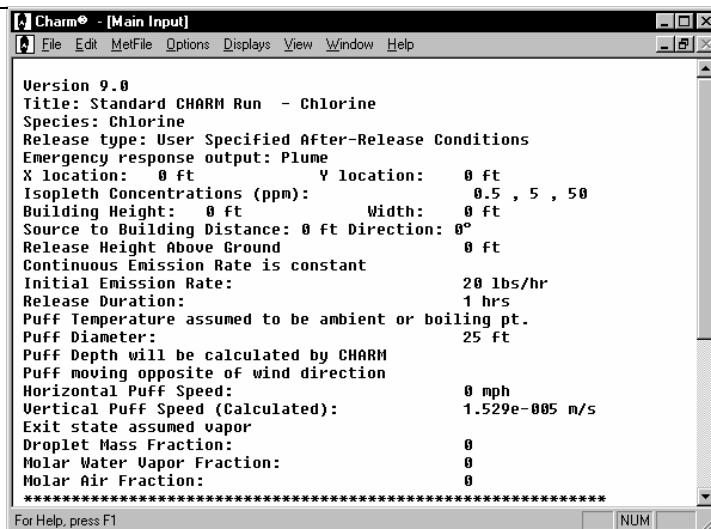 Charm® - [Main Input]
File Edit MetFile Options Displays View Window Help
Version 9.0
Title: Standard CHARM Run - Chlorine
Species: Chlorine
Release type: User Specified After-Release Conditions
Emergency response output: Plume
X location: 0 ft Y location: 0 ft
Isopleth Concentrations (ppm): 0.5 , 5 , 50
Building Height: 0 ft Width: 0 ft
Source to Building Distance: 0 ft Direction: 0°
Release Height Above Ground 0 ft
Continuous Emission Rate is constant
Initial Emission Rate: 20 lbs/hr
Release Duration: 1 hrs
Puff Temperature assumed to be ambient or boiling pt.
Puff Diameter: 25 ft
Puff Depth will be calculated by CHARM
Puff moving opposite of wind direction
Horizontal Puff Speed: 0 mph
Vertical Puff Speed (Calculated): 1.529e-005 m/s
Exit state assumed vapor
Droplet Mass Fraction: 0
Molar Water Vapor Fraction: 0
Molar Air Fraction: 0
*************************************************************
For Help, press F1 NUM